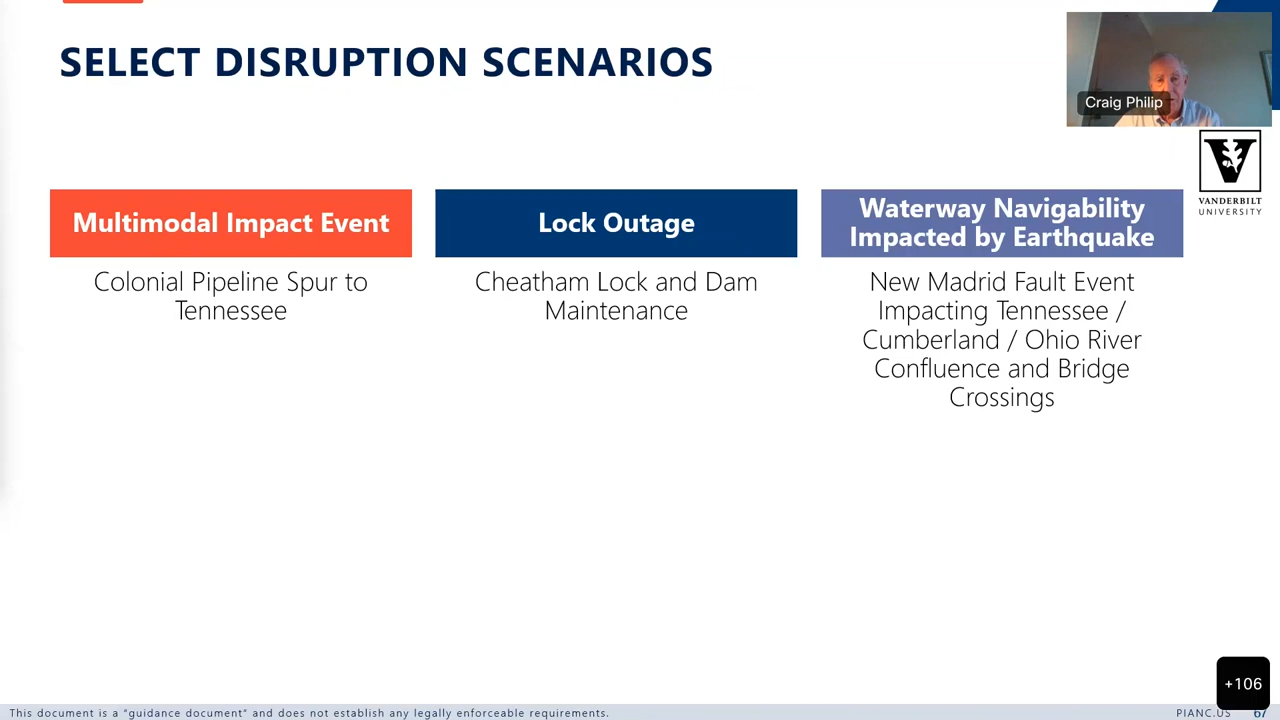 SELECT DISRUPTION SCENARIOS
Craig Philip
V
VANDERBILT
UNIVERSITY
Multimodal Impact Event
Colonial Pipeline Spur to
Tennessee
Lock Outage
Cheatham Lock and Dam
Maintenance
Waterway Navigability
Impacted by Earthquake
New Madrid Fault Event
Impacting Tennessee /
Cumberland / Ohio River
Confluence and Bridge
Crossings
+106
This document is a "guidance document" and does not establish any legally enforceable requirements.
PIANC.US 67